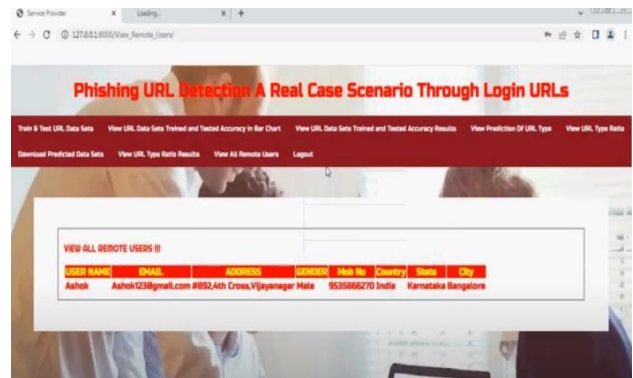 Service Provider
Loading...
127.0.0.1:8000/View_Remote_Users/
Phishing URL Detection A Real Case Scenario Through Login URLs
Train & Test URL Data Sets View URL Data Sets Trained and Tested Accuracy in Bar Chart View URL Data Sets Trained and Tested Accuracy Results View Prediction Of URL Type View URL Type Ratio
Download Predicted Data Sets View URL Type Ratio Results View All Remote Users Logout
VIEW ALL REMOTE USERS !!!
USER NAME EMAIL ADDRESS GENDER Mob No Country State City
Ashok Ashok123@gmail.com #892,4th Cross,Vijayanagar Male 9535866270 India Karnataka Bangalore